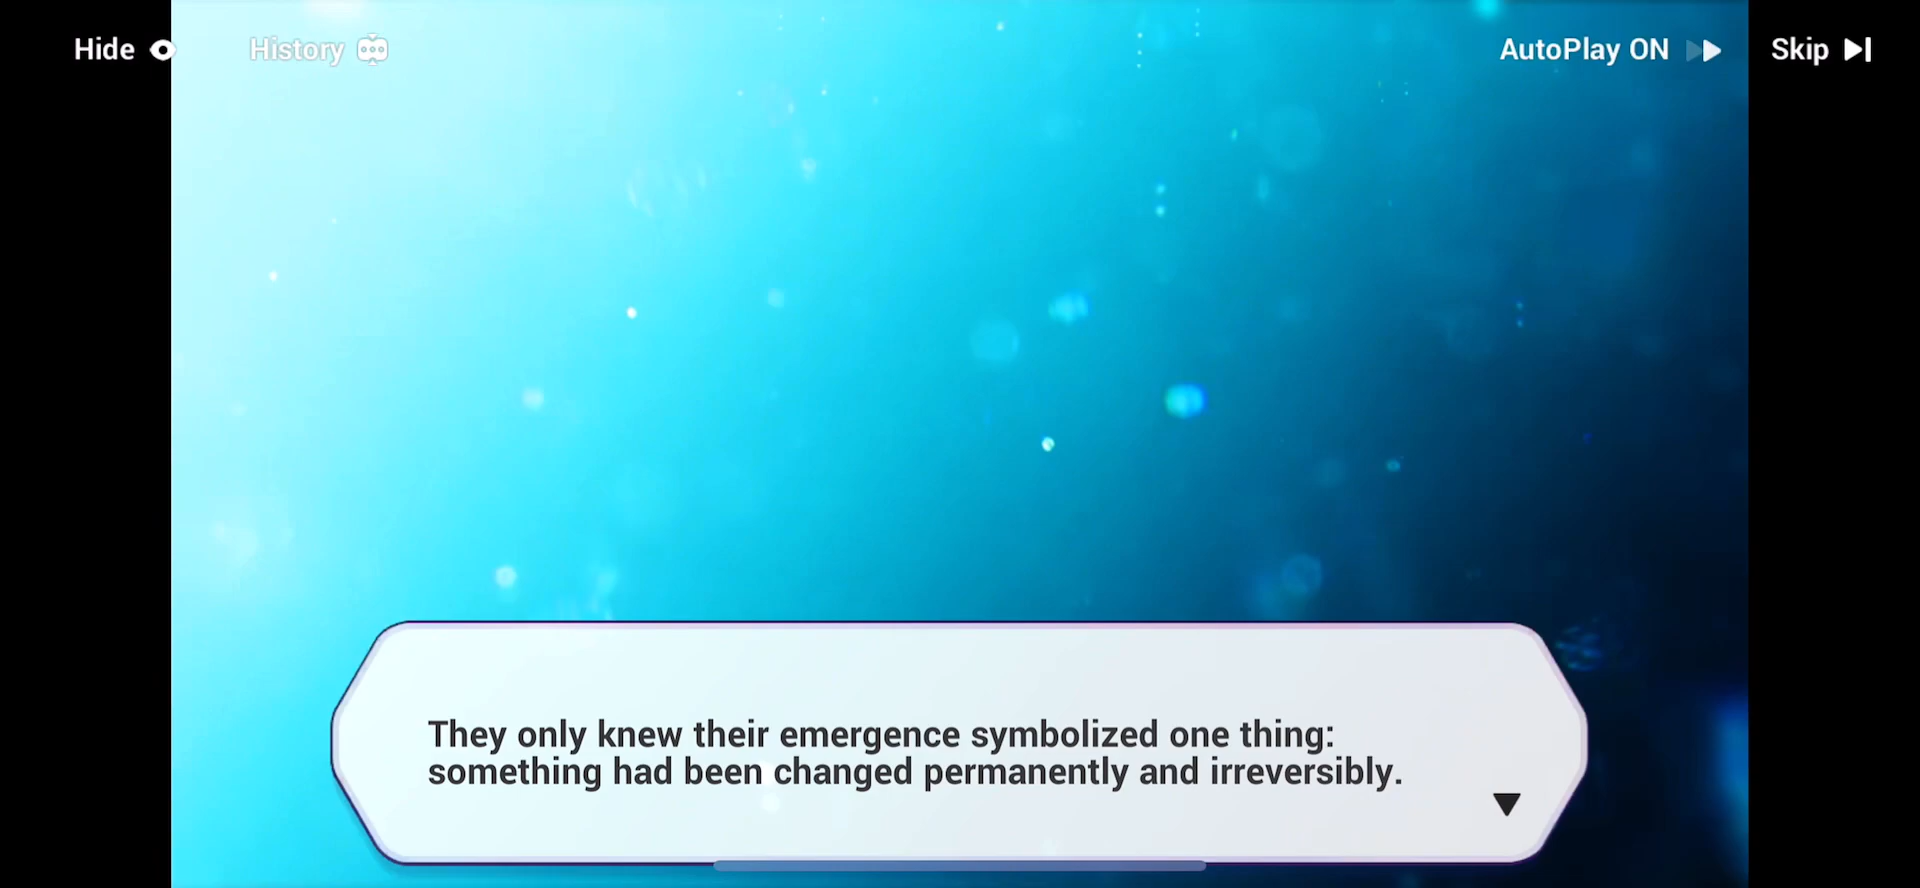 Hide
History
AutoPlay ON
Skip
They only knew their emergence symbolized one thing:
something had been changed permanently and irreversibly.